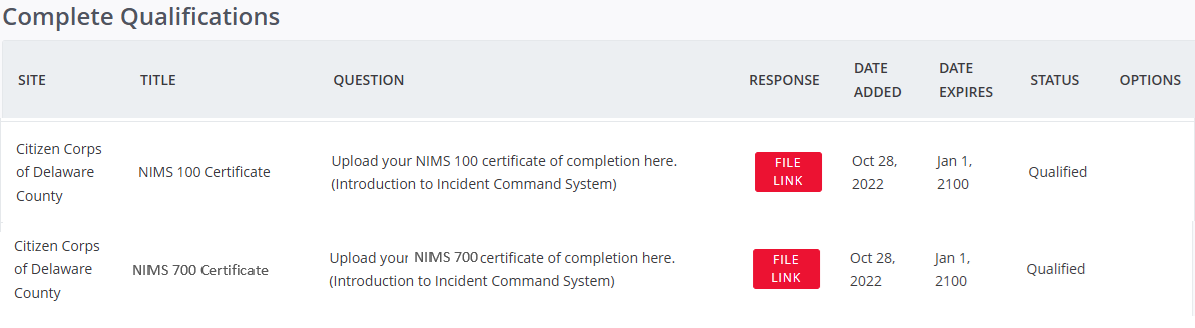 Complete Qualifications
SITE TITLE QUESTION RESPONSE DATE ADDED DATE EXPIRES STATUS OPTIONS
Citizen Corps of Delaware County
NIMS 100 Certificate
Upload your NIMS 100 certificate of completion here.
(Introduction to Incident Command System)
FILE LINK
Oct 28, 2022
Jan 1, 2100
Qualified
Citizen Corps of Delaware County
NIMS 700 Certificate
Upload your NIMS 700 certificate of completion here.
(Introduction to Incident Command System)
FILE LINK
Oct 28, 2022
Jan 1, 2100
Qualified